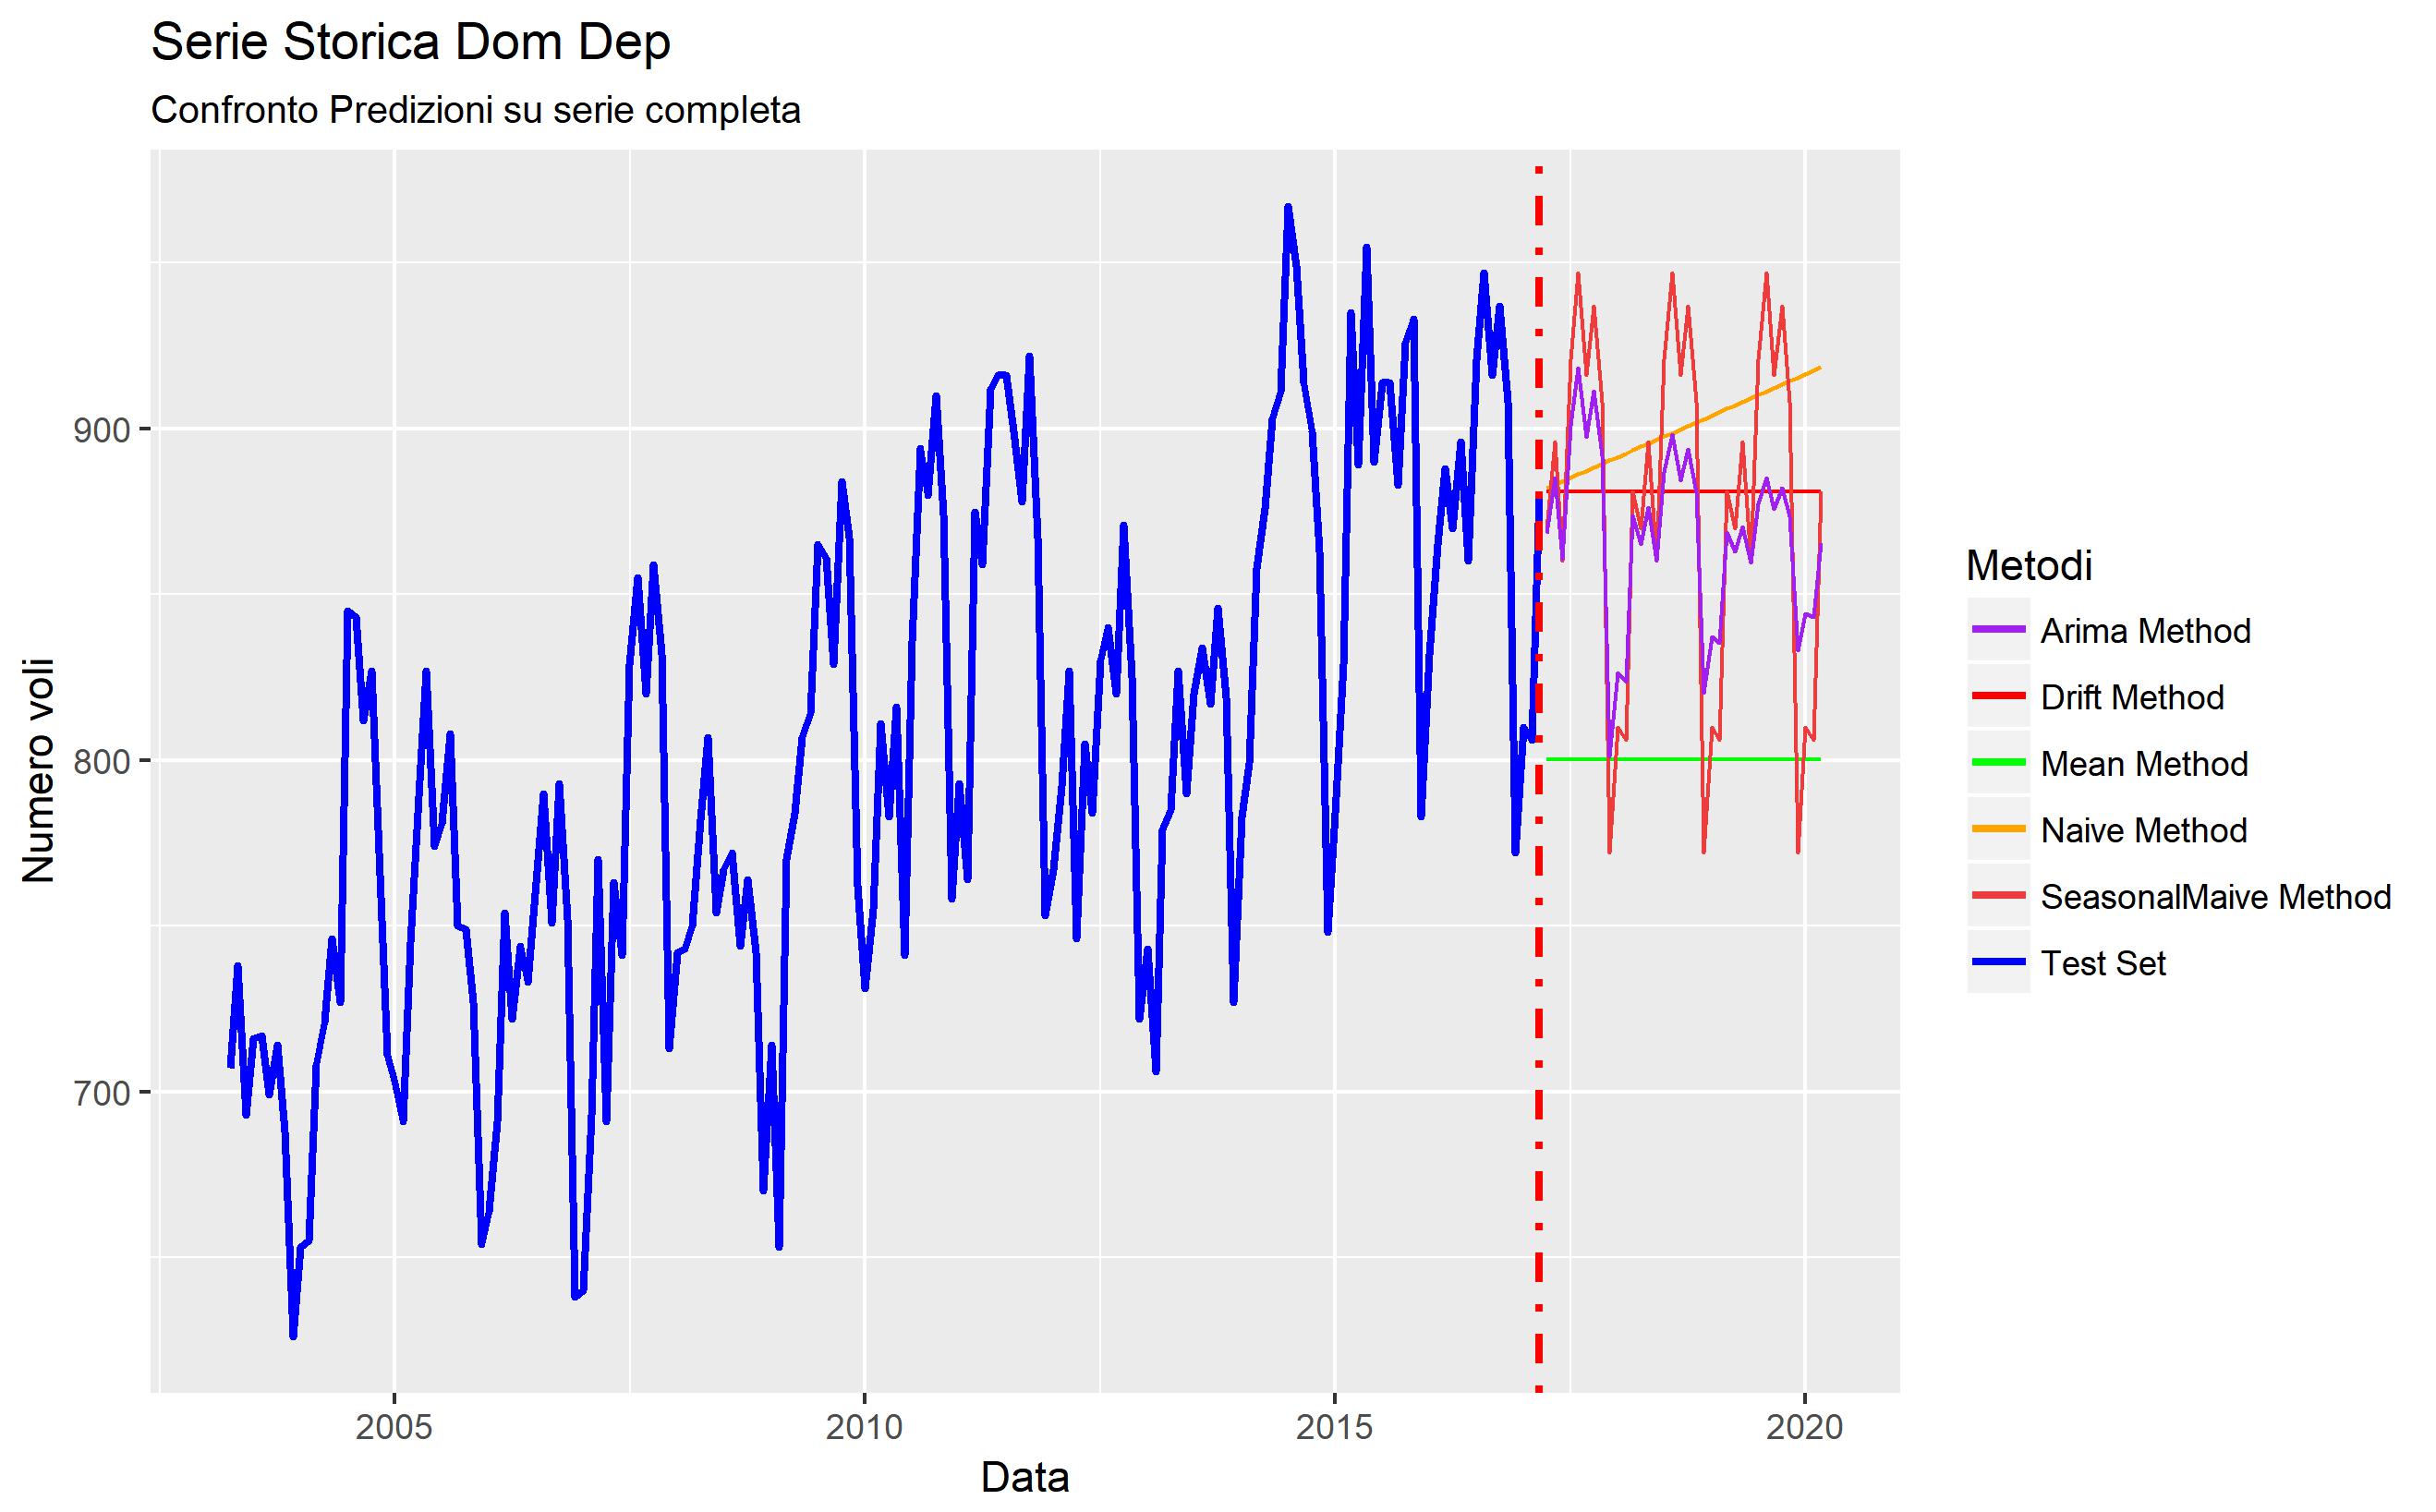 Serie Storica Dom Dep
Confronto Predizioni su serie completa
Numero voli
900
800
700
2005
2010
2015
2020
Data
Metodi
Arima Method
Drift Method
Mean Method
Naive Method
SeasonalMaive Method
Test Set